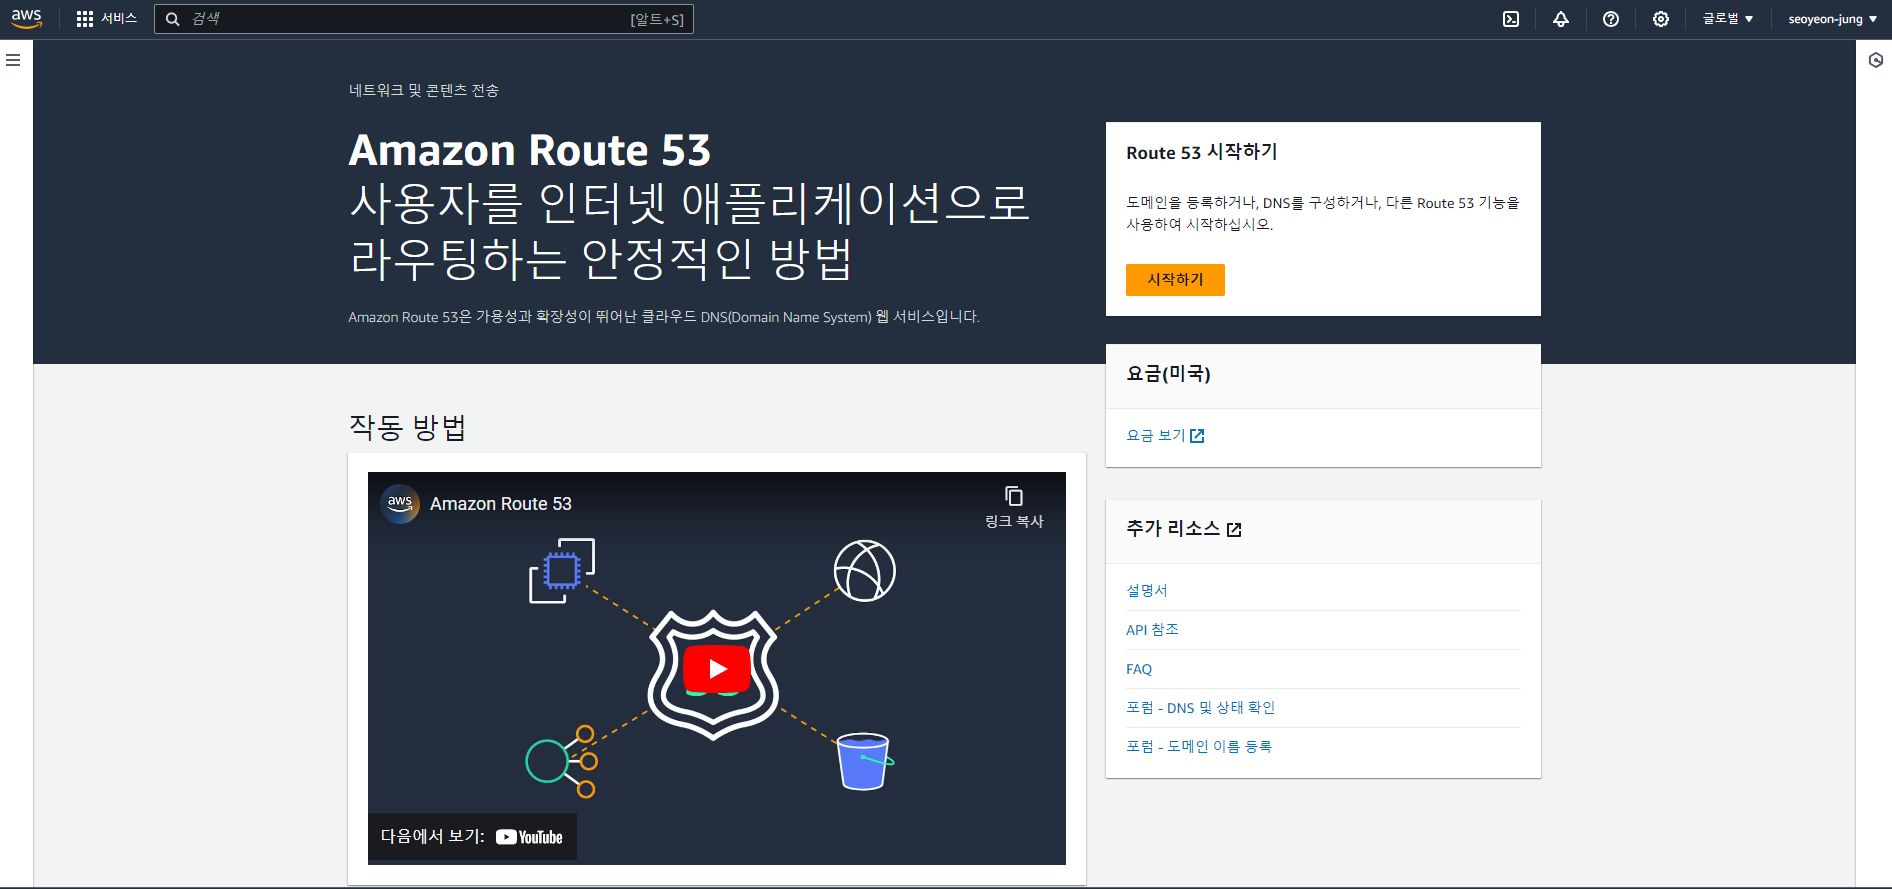 aws
서비스
검색
[알트+S]
글로벌
seoyeon-jung
네트워크 및 콘텐츠 전송
Amazon Route 53
사용자를 인터넷 애플리케이션으로
라우팅하는 안정적인 방법
Amazon Route 53은 가용성과 확장성이 뛰어난 클라우드 DNS(Domain Name System) 웹 서비스입니다.
Route 53 시작하기
도메인을 등록하거나, DNS를 구성하거나, 다른 Route 53 기능을
사용하여 시작하십시오.
시작하기
요금(미국)
요금 보기
작동 방법
aws
Amazon Route 53
링크 복사
다음에서 보기:
YouTube
추가 리소스
설명서
API 참조
FAQ
포럼 - DNS 및 상태 확인
포럼 - 도메인 이름 등록